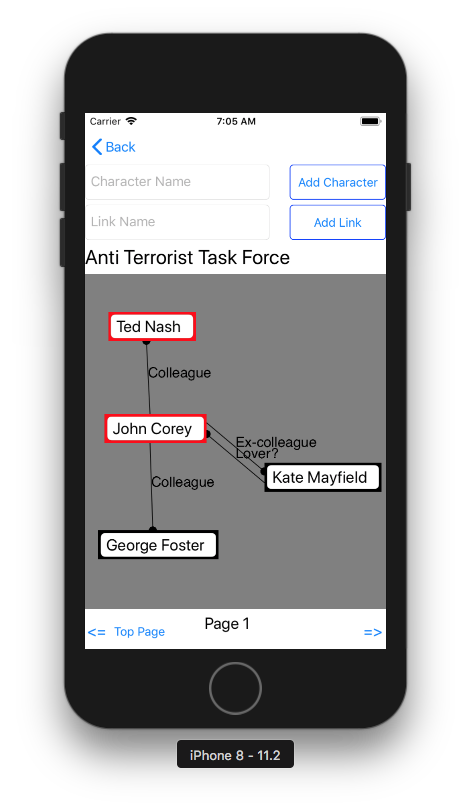 Carrier 7:05 AM
Back
Character Name Add Character
Link Name Add Link
Anti Terrorist Task Force
Ted Nash
Colleague
John Corey
Ex-colleague
Lover?
Kate Mayfield
Colleague
George Foster
Page 1
<= Top Page =>
iPhone 8 - 11.2